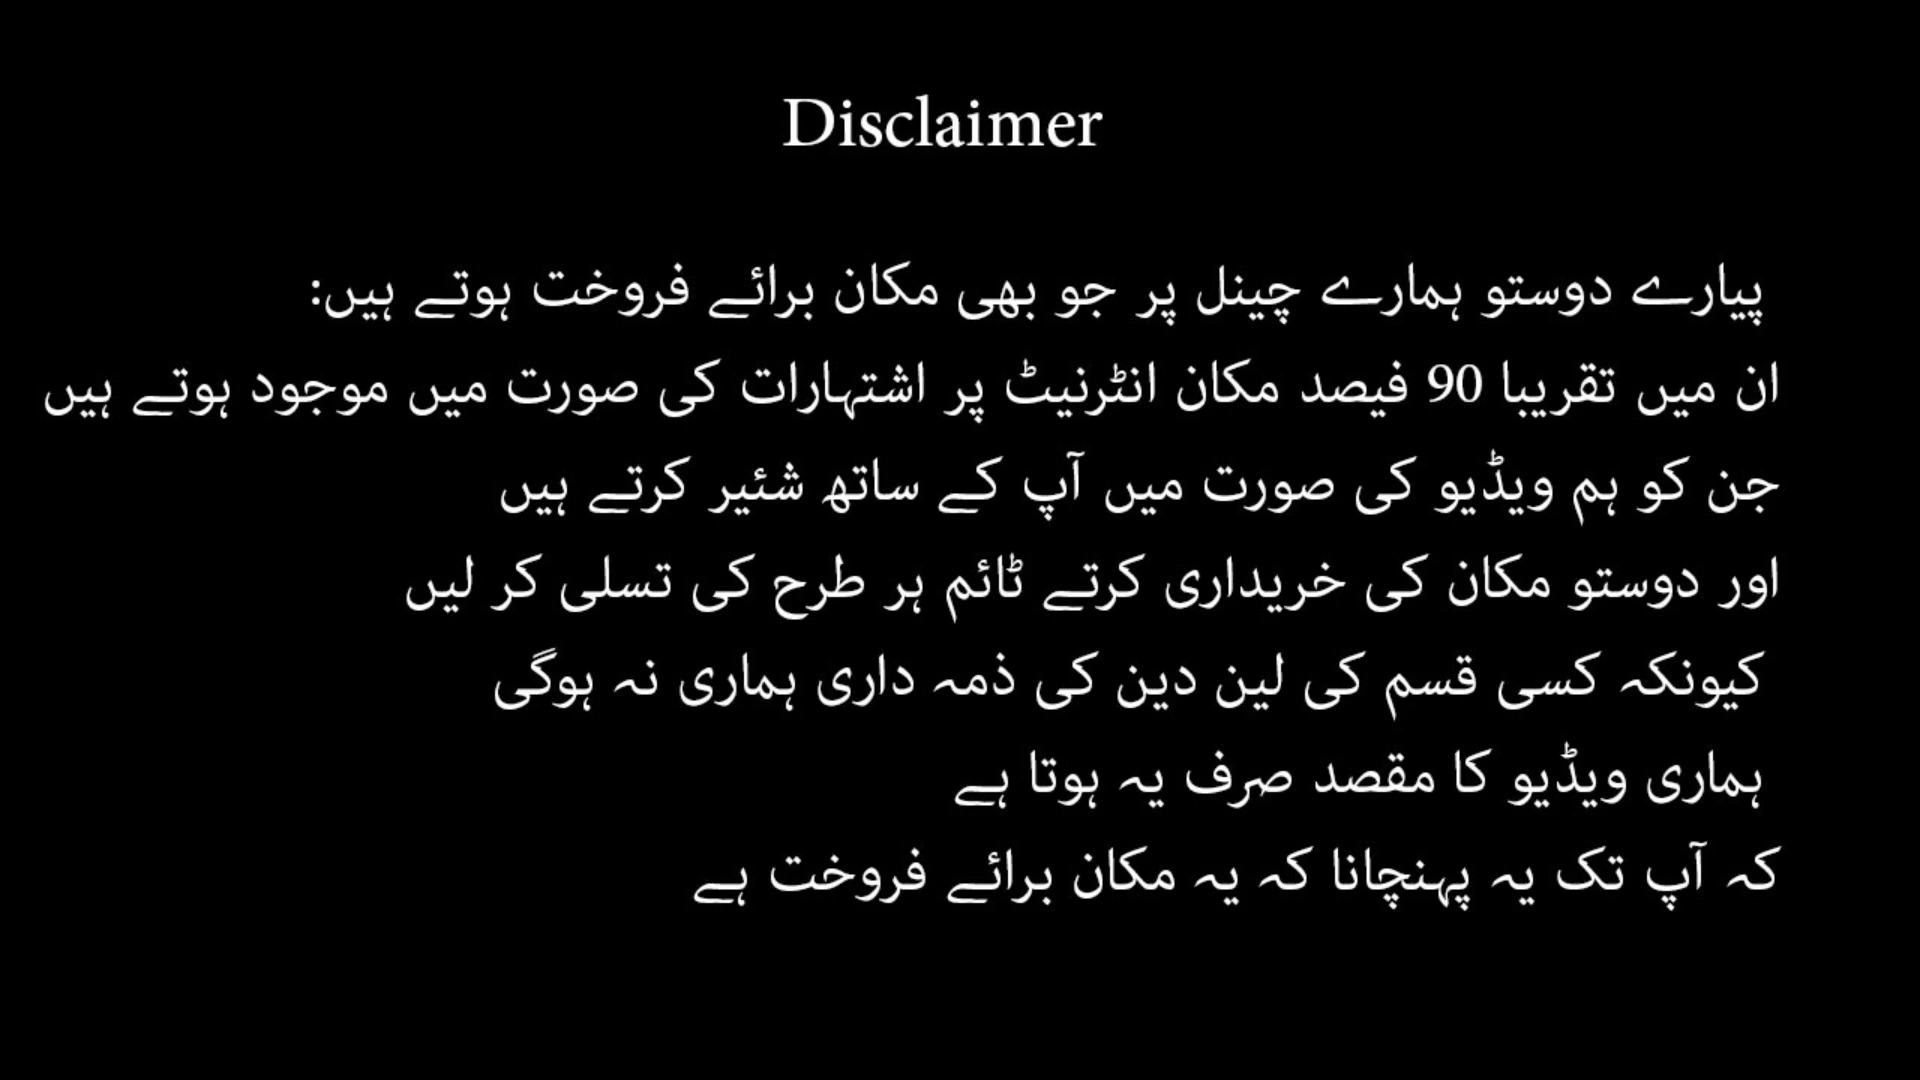 Disclaimer
پیارے دوستو ہمارے چینل پر جو بھی مکان برائے فروخت ہوتے ہیں:
ان میں تقریبا 90 فیصد مکان انٹرنیٹ پر اشتہارات کی صورت میں موجود ہوتے ہیں
جن کو ہم ویڈیو کی صورت میں آپ کے ساتھ شئیر کرتے ہیں
اور دوستو مکان کی خریداری کرتے ٹائم ہر طرح کی تسلی کر لیں
کیونکہ کسی قسم کی لین دین کی ذمہ داری ہماری نہ ہوگی
ہماری ویڈیو کا مقصد صرف یہ ہوتا ہے
کہ آپ تک یہ پہنچانا کہ یہ مکان برائے فروخت ہے